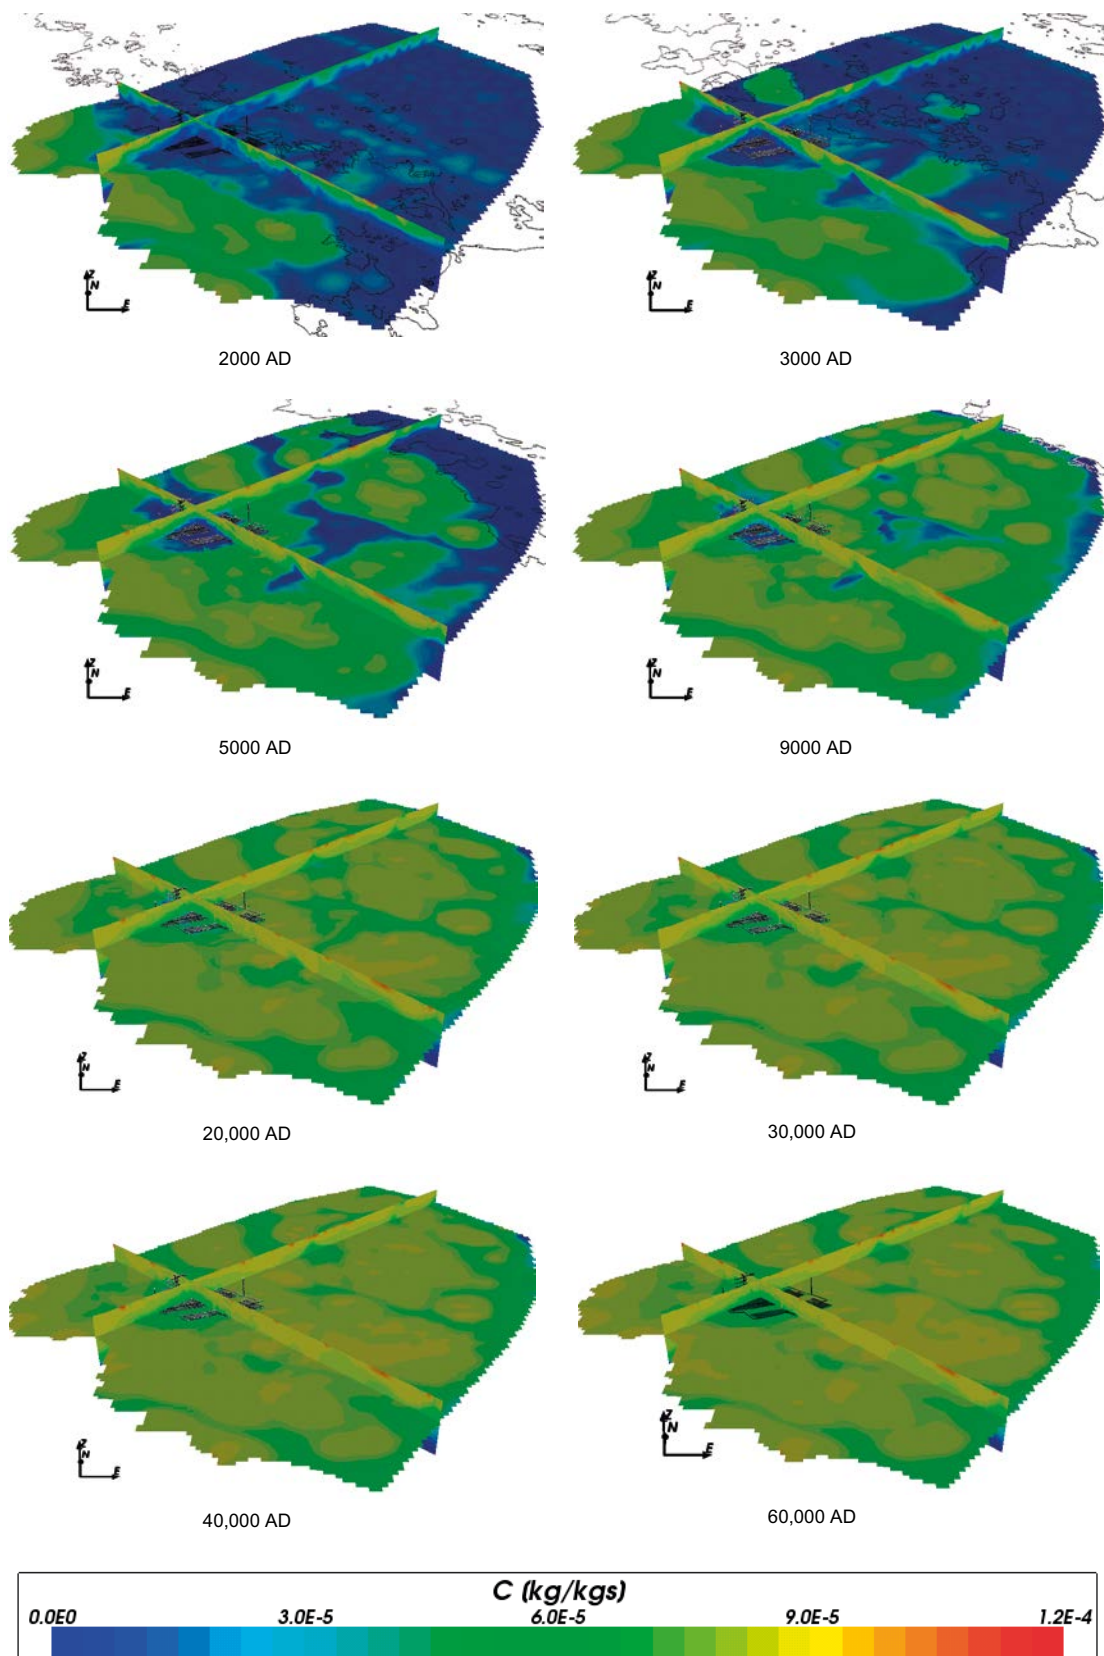 Z
N
E
Z
N
E
2000 AD
3000 AD
Z
N
E
Z
N
E
5000 AD
9000 AD
Z
N
E
Z
N
E
20,000 AD
30,000 AD
Z
N
E
Z
N
E
40,000 AD
60,000 AD
C (kg/kgs)
0.0E0 3.0E-5 6.0E-5 9.0E-5 1.2E-4